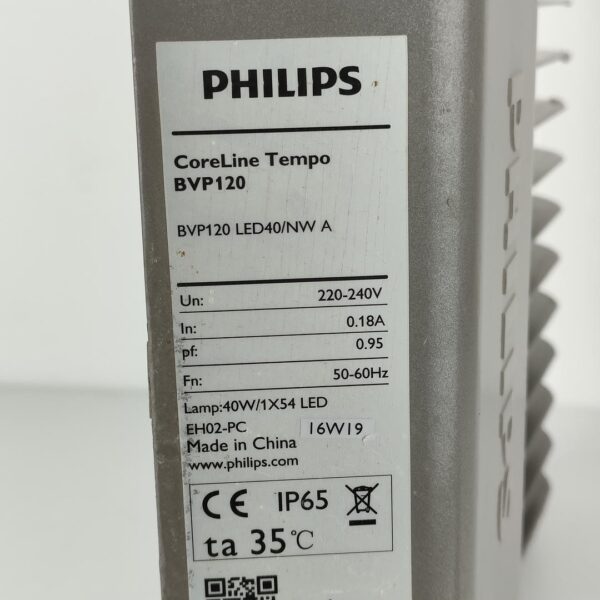 PHILIPS
CoreLine Tempo
BVP120
BVP120 LED40/NW A
Un: 220-240V
In: 0.18A
pf: 0.95
Fn: 50-60Hz
Lamp:40W/1X54 LED
EH02-PC 16W19
Made in China
www.philips.com
CE IP65
ta 35℃
PHILIPS